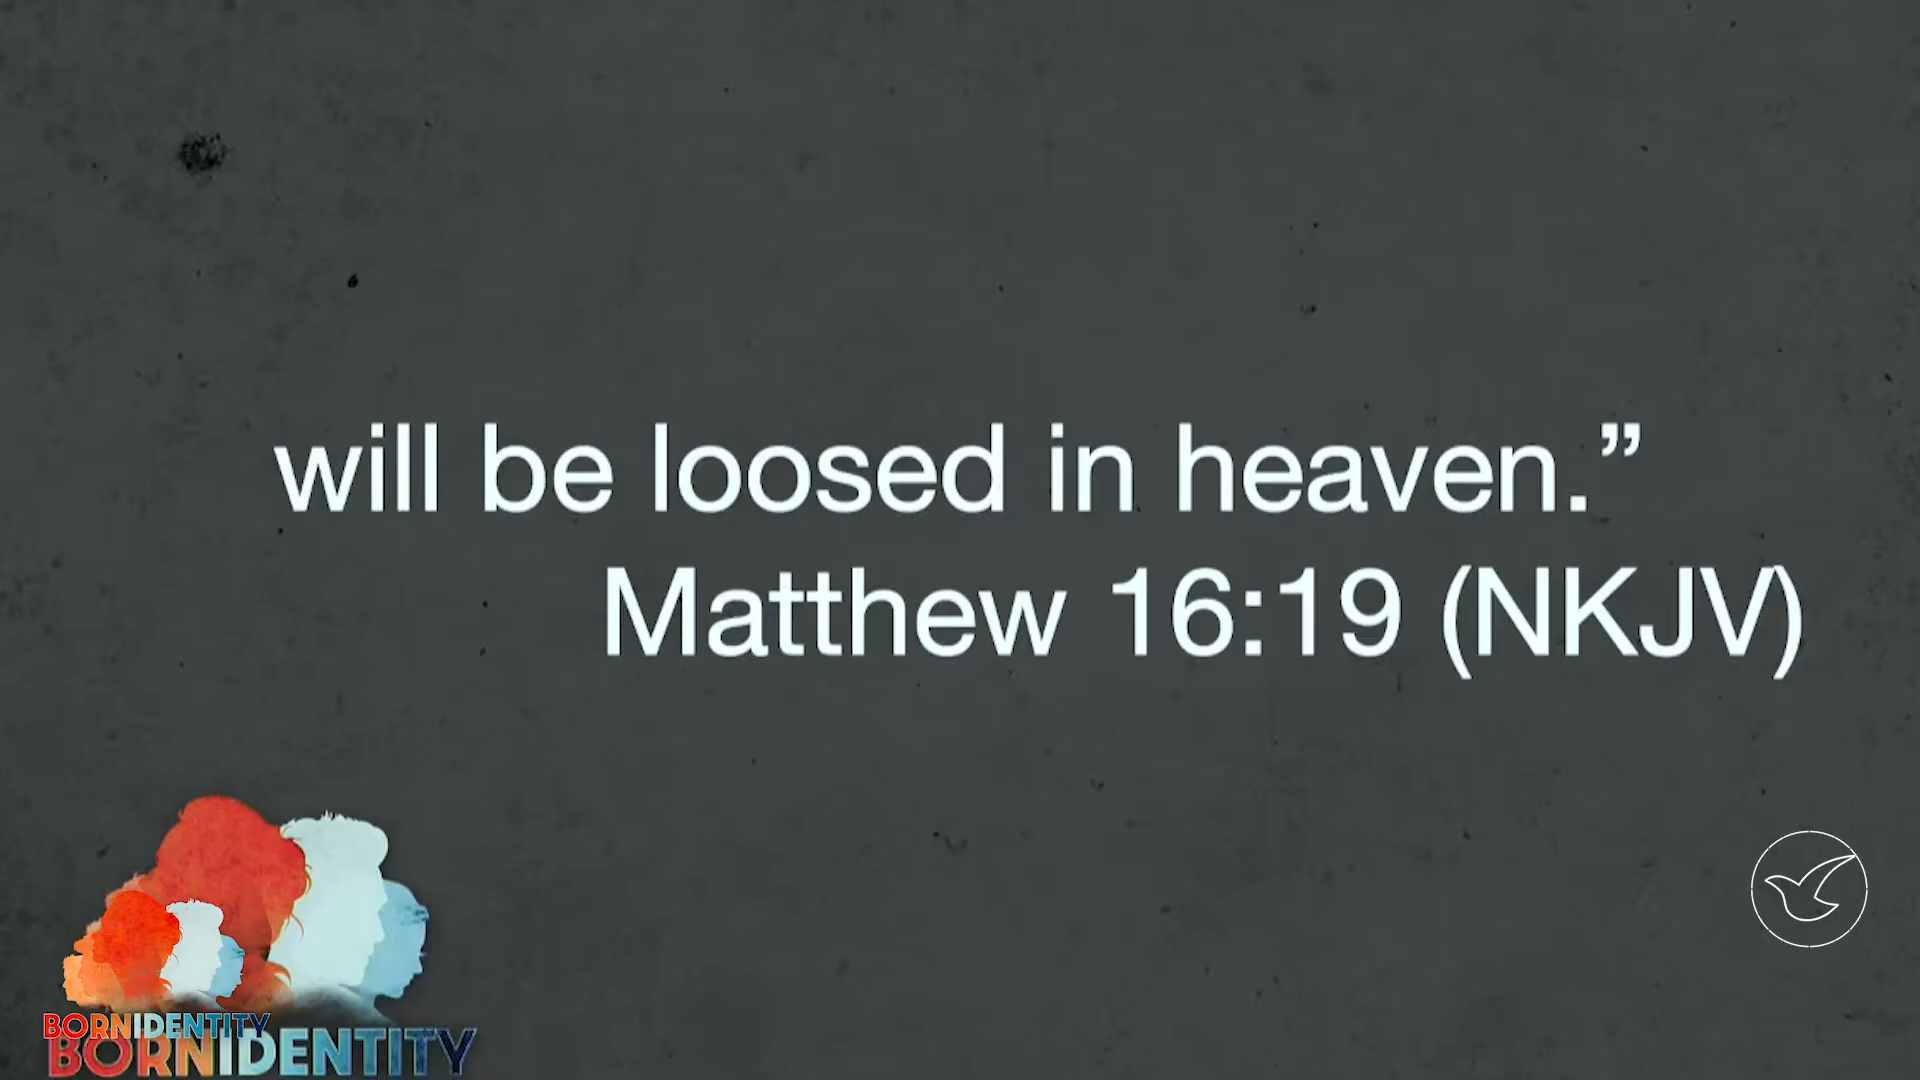 will be loosed in heaven.”
Matthew 16:19 (NKJV)
BORNIDENTITY
BORNIDENTITY